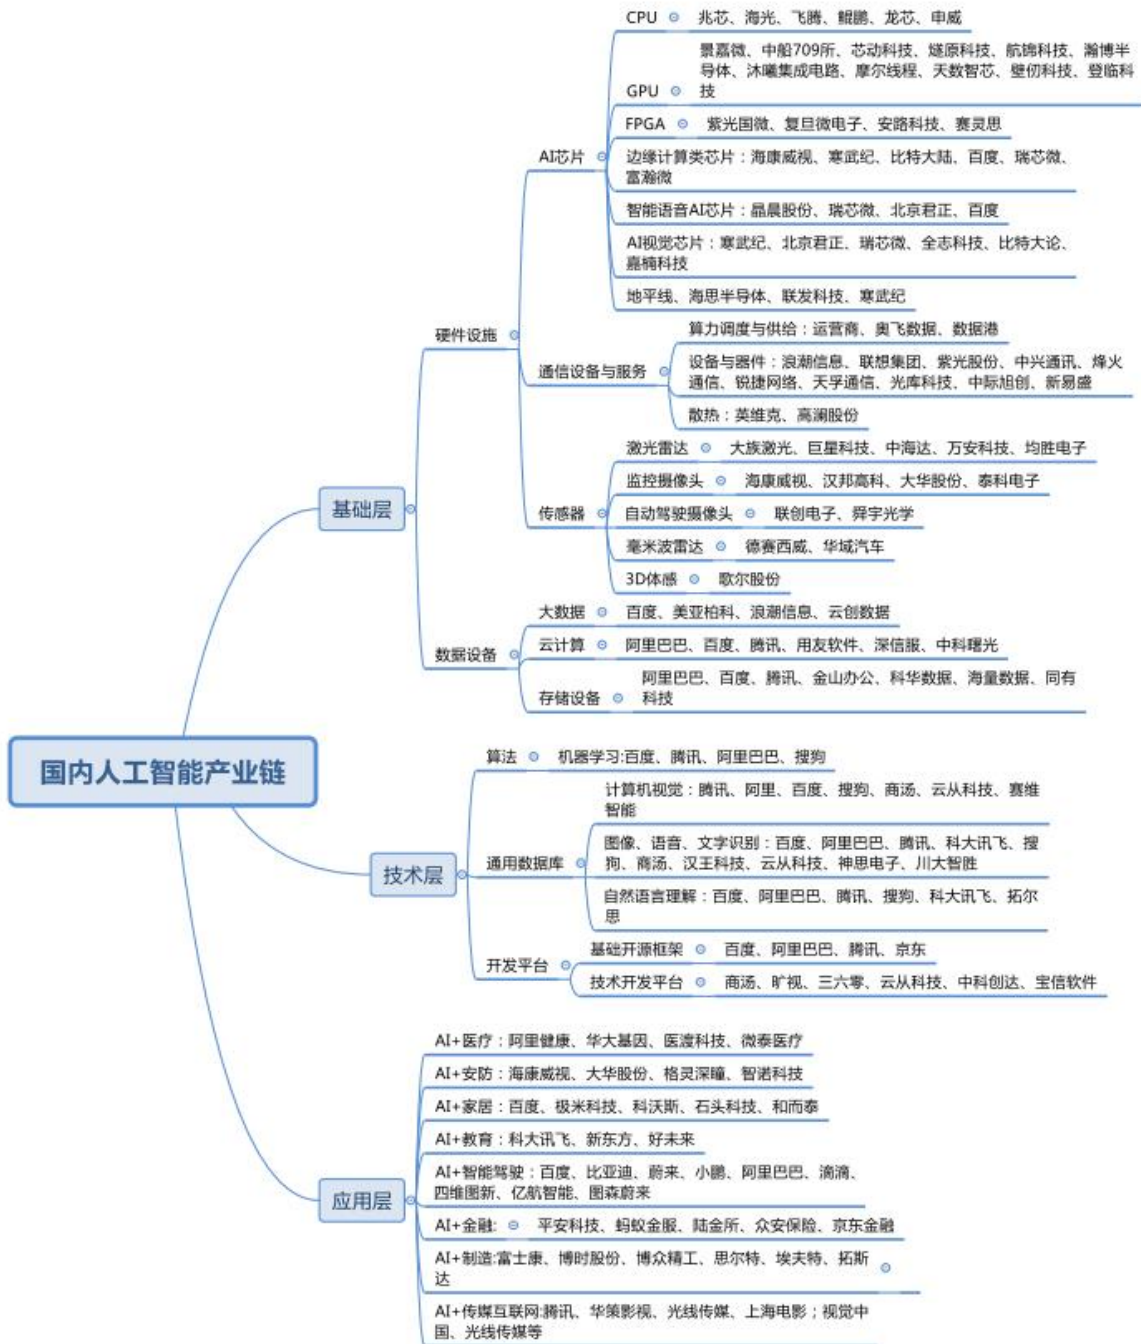 国内人工智能产业链
基础层
硬件设施
AI芯片
CPU
兆芯、海光、飞腾、鲲鹏、龙芯、申威
GPU
景嘉微、中船709所、芯动科技、燧原科技、航锦科技、瀚博半
导体、沐曦集成电路、摩尔线程、天数智芯、壁仞科技、登临科
技
FPGA
紫光国微、复旦微电子、安路科技、赛灵思
边缘计算类芯片：海康威视、寒武纪、比特大陆、百度、瑞芯微、
富瀚微
智能语音AI芯片：晶晨股份、瑞芯微、北京君正、百度
AI视觉芯片：寒武纪、北京君正、瑞芯微、全志科技、比特大论、
嘉楠科技
地平线、海思半导体、联发科技、寒武纪
通信设备与服务
算力调度与供给：运营商、奥飞数据、数据港
设备与器件：浪潮信息、联想集团、紫光股份、中兴通讯、烽火
通信、锐捷网络、天孚通信、光库科技、中际旭创、新易盛
散热：英维克、高澜股份
传感器
激光雷达
大族激光、巨星科技、中海达、万安科技、均胜电子
监控摄像头
海康威视、汉邦高科、大华股份、泰科电子
自动驾驶摄像头
联创电子、舜宇光学
毫米波雷达
德赛西威、华域汽车
3D体感
歌尔股份
数据设备
大数据
百度、美亚柏科、浪潮信息、云创数据
云计算
阿里巴巴、百度、腾讯、用友软件、深信服、中科曙光
存储设备
阿里巴巴、百度、腾讯、金山办公、科华数据、海量数据、同有
科技
技术层
算法
机器学习:百度、腾讯、阿里巴巴、搜狗
通用数据库
计算机视觉：腾讯、阿里、百度、搜狗、商汤、云从科技、赛维
智能
图像、语音、文字识别：百度、阿里巴巴、腾讯、科大讯飞、搜
狗、商汤、汉王科技、云从科技、神思电子、川大智胜
自然语言理解：百度、阿里巴巴、腾讯、搜狗、科大讯飞、拓尔
思
开发平台
基础开源框架
百度、阿里巴巴、腾讯、京东
技术开发平台
商汤、旷视、三六零、云从科技、中科创达、宝信软件
应用层
AI+医疗：阿里健康、华大基因、医渡科技、微泰医疗
AI+安防：海康威视、大华股份、格灵深瞳、智诺科技
AI+家居：百度、极米科技、科沃斯、石头科技、和而泰
AI+教育：科大讯飞、新东方、好未来
AI+智能驾驶：百度、比亚迪、蔚来、小鹏、阿里巴巴、滴滴、
四维图新、亿航智能、图森蔚来
AI+金融:
平安科技、蚂蚁金服、陆金所、众安保险、京东金融
AI+制造:富士康、博时股份、博众精工、思尔特、埃夫特、拓斯
达
AI+传媒互联网:腾讯、华策影视、光线传媒、上海电影；视觉中
国、光线传媒等